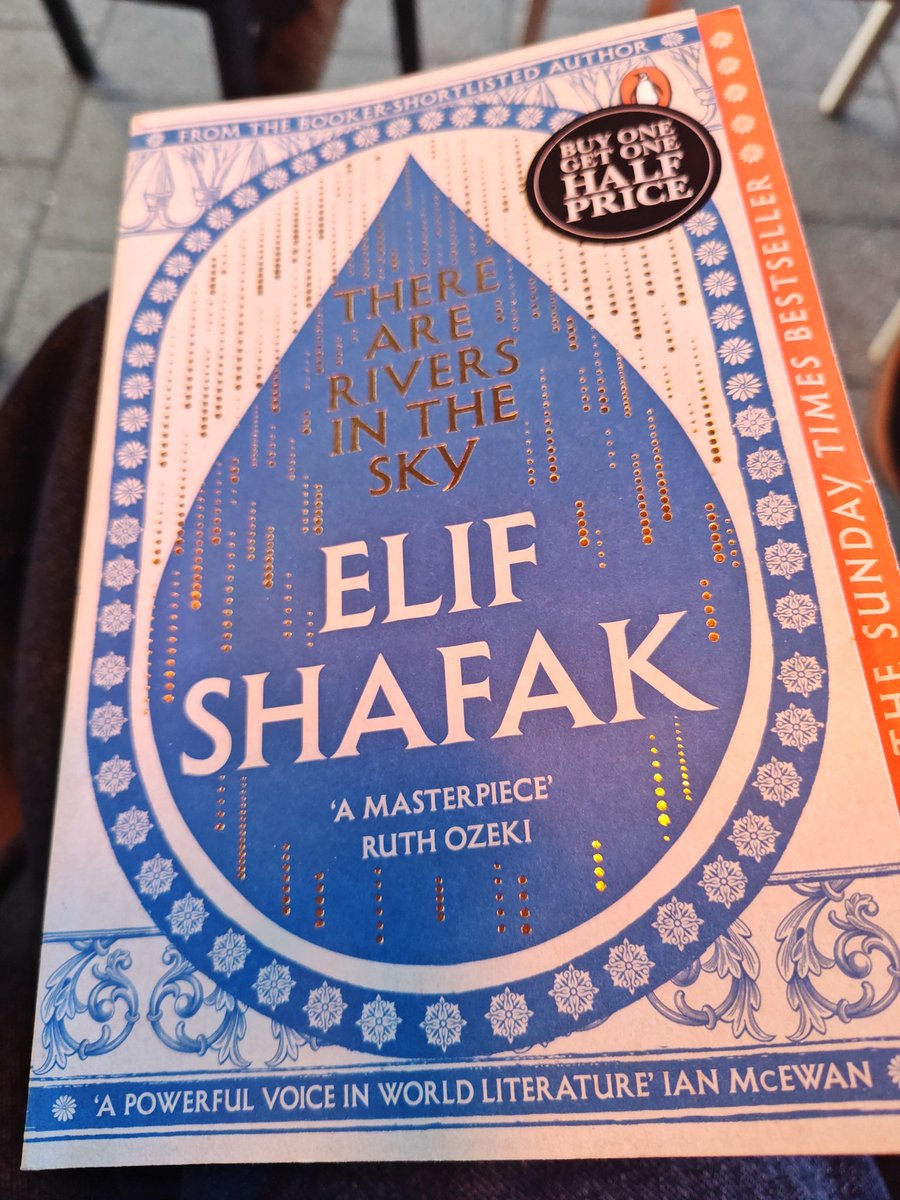 FROM THE BOOKER-SHORTLISTED AUTHOR
BUY ONE
GET ONE
HALF
PRICE
THERE
ARE
RIVERS
IN THE
SKY
ELIF
SHAFAK
'A MASTERPIECE'
RUTH OZEKI
'A POWERFUL VOICE IN WORLD LITERATURE' IAN McEWAN
THE SUNDAY TIMES BESTSELLER